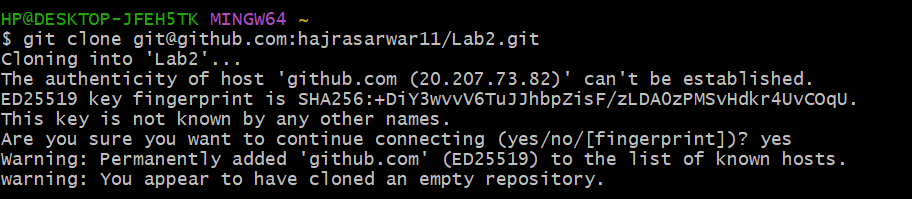 HP@DESKTOP-JFEH5TK MINGW64 ~
$ git clone git@github.com:hajrasarwar11/Lab2.git
Cloning into 'Lab2'...
The authenticity of host 'github.com (20.207.73.82)' can't be established.
ED25519 key fingerprint is SHA256:+DiY3wvvV6TuJJhbpZisF/zLDA0zPMSvHdkr4UvCOqU.
This key is not known by any other names.
Are you sure you want to continue connecting (yes/no/[fingerprint])? yes
Warning: Permanently added 'github.com' (ED25519) to the list of known hosts.
warning: You appear to have cloned an empty repository.